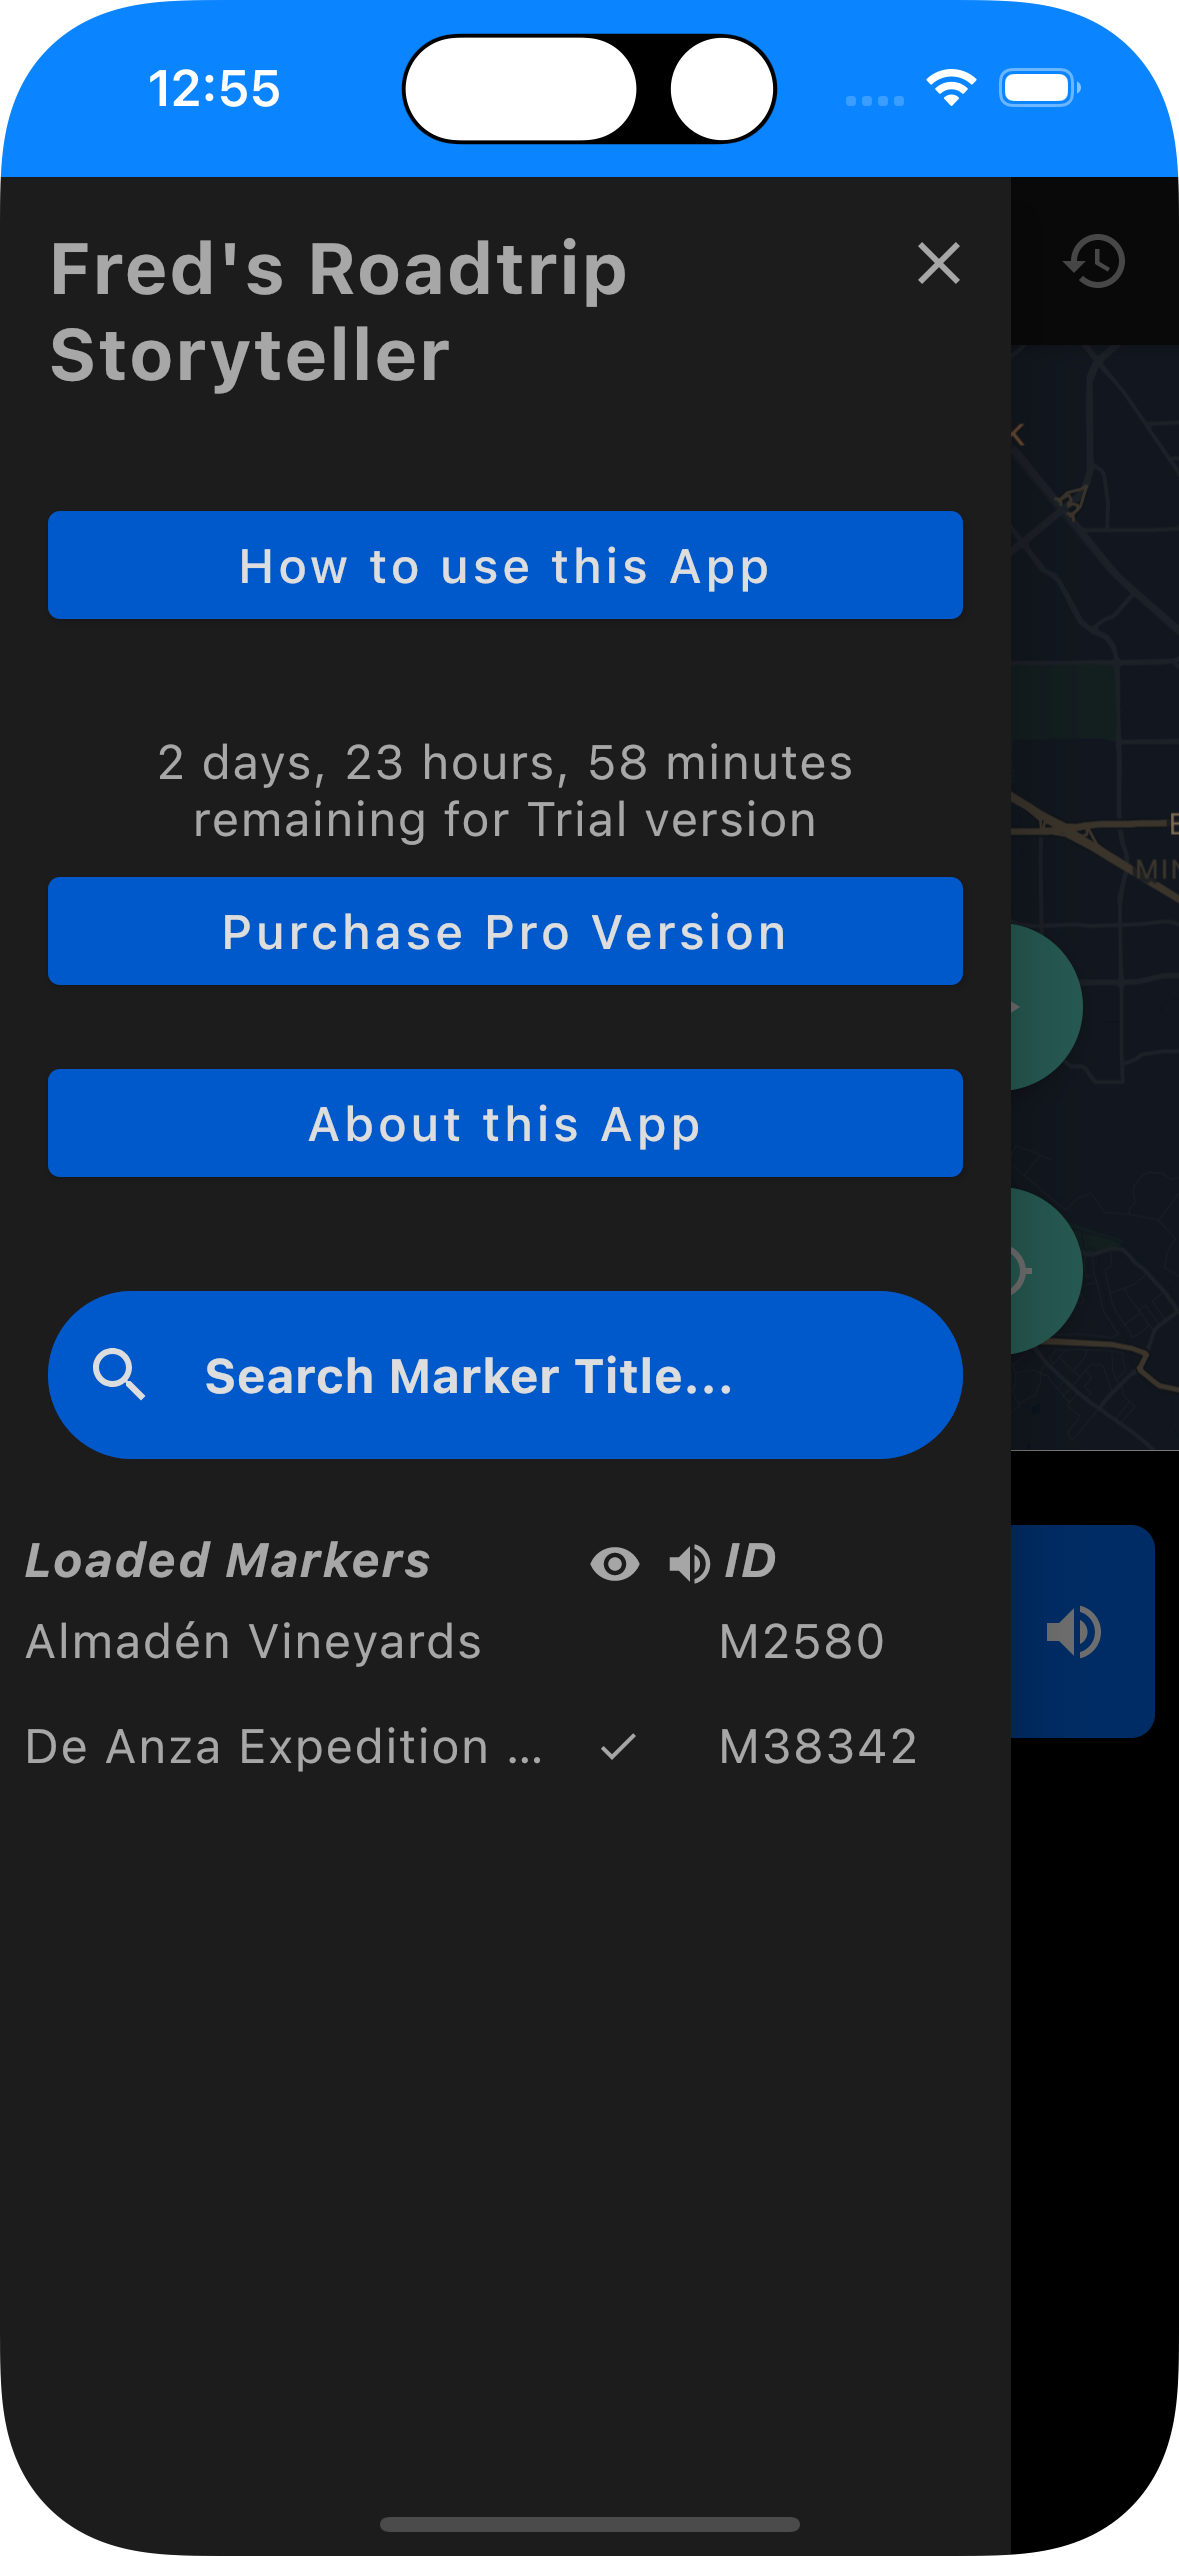 12:55
Fred's Roadtrip
Storyteller
How to use this App
2 days, 23 hours, 58 minutes
remaining for Trial version
Purchase Pro Version
About this App
Search Marker Title...
Loaded Markers ID
Almadén Vineyards M2580
De Anza Expedition ... M38342